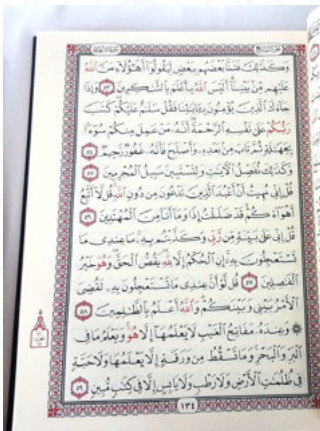 وَكَذَٰلِكَ فَتَنَّا بَعْضَهُم بِبَعْضٍ لِّيَقُولُوٓا۟ أَهَـٰٓؤُلَآءِ مَنَّ ٱللَّهُ
عَلَيْهِم مِّنۢ بَيْنِنَآ أَلَيْسَ ٱللَّهُ بِأَعْلَمَ بِٱلشَّـٰكِرِينَ ٥٣ وَإِذَا
جَآءَكَ ٱلَّذِينَ يُؤْمِنُونَ بِـَٔايَـٰتِنَا فَقُلْ سَلَـٰمٌ عَلَيْكُمْ كَتَبَ
رَبُّكُمْ عَلَىٰ نَفْسِهِ ٱلرَّحْمَةَ أَنَّهُۥ مَنْ عَمِلَ مِنكُمْ سُوٓءًۢا
بِجَهَـٰلَةٍ ثُمَّ تَابَ مِنۢ بَعْدِهِۦ وَأَصْلَحَ فَأَنَّهُۥ غَفُورٌ رَّحِيمٌ ٥٤
وَكَذَٰلِكَ نُفَصِّلُ ٱلْـَٔايَـٰتِ وَلِتَسْتَبِينَ سَبِيلُ ٱلْمُجْرِمِينَ ٥٥
قُلْ إِنِّى نُهِيتُ أَنْ أَعْبُدَ ٱلَّذِينَ تَدْعُونَ مِن دُونِ ٱللَّهِ قُل لَّآ أَتَّبِعُ
أَهْوَآءَكُمْ قَدْ ضَلَلْتُ إِذًا وَمَآ أَنَا۠ مِنَ ٱلْمُهْتَدِينَ ٥٦
قُلْ إِنِّى عَلَىٰ بَيِّنَةٍ مِّن رَّبِّى وَكَذَّبْتُم بِهِۦ مَا عِندِى مَا
تَسْتَعْجِلُونَ بِهِۦٓ إِنِ ٱلْحُكْمُ إِلَّا لِلَّهِ يَقُصُّ ٱلْحَقَّ وَهُوَ خَيْرُ
ٱلْفَـٰصِلِينَ ٥٧ قُل لَّوْ أَنَّ عِندِى مَا تَسْتَعْجِلُونَ بِهِۦ لَقُضِىَ
ٱلْأَمْرُ بَيْنِى وَبَيْنَكُمْ وَٱللَّهُ أَعْلَمُ بِٱلظَّـٰلِمِينَ ٥٨
۞ وَعِندَهُۥ مَفَاتِحُ ٱلْغَيْبِ لَا يَعْلَمُهَآ إِلَّا هُوَ وَيَعْلَمُ مَا فِى
ٱلْبَرِّ وَٱلْبَحْرِ وَمَا تَسْقُطُ مِن وَرَقَةٍ إِلَّا يَعْلَمُهَا وَلَا حَبَّةٍ
فِى ظُلُمَـٰتِ ٱلْأَرْضِ وَلَا رَطْبٍ وَلَا يَابِسٍ إِلَّا فِى كِتَـٰبٍ مُّبِينٍ ٥٩
١٣٤